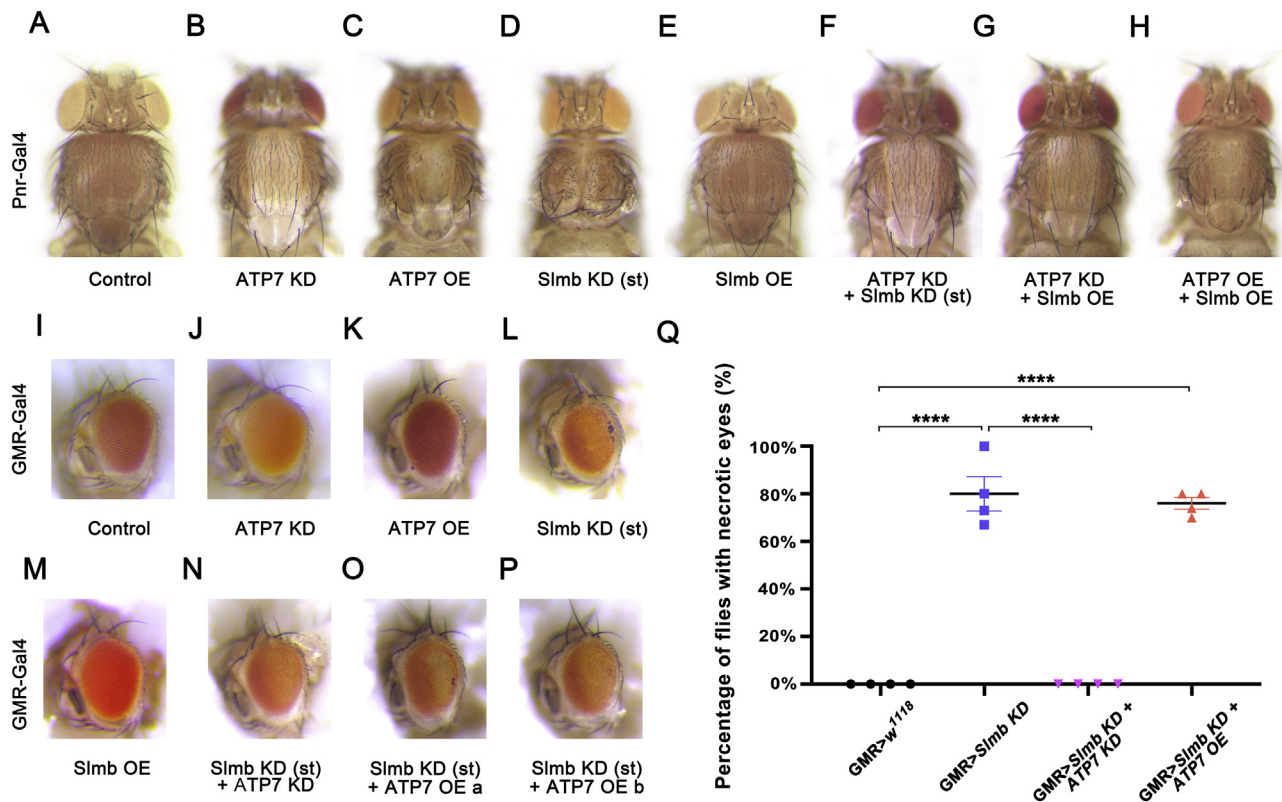 A
B
C
D
E
F
G
H
Pnr-Gal4
Control
ATP7 KD
ATP7 OE
Slmb KD (st)
Slmb OE
ATP7 KD
+ Slmb KD (st)
ATP7 KD
+ Slmb OE
ATP7 OE
+ Slmb OE
I
J
K
L
GMR-Gal4
Control
ATP7 KD
ATP7 OE
Slmb KD (st)
M
N
O
P
GMR-Gal4
Slmb OE
Slmb KD (st)
+ ATP7 KD
Slmb KD (st)
+ ATP7 OE a
Slmb KD (st)
+ ATP7 OE b
Q
Percentage of flies with necrotic eyes (%)
****
**** ****
100%
80%
60%
40%
20%
0%
GMR>w1118
GMR>Slmb KD
GMR>Slmb KD +
ATP7 KD
GMR>Slmb KD +
ATP7 OE